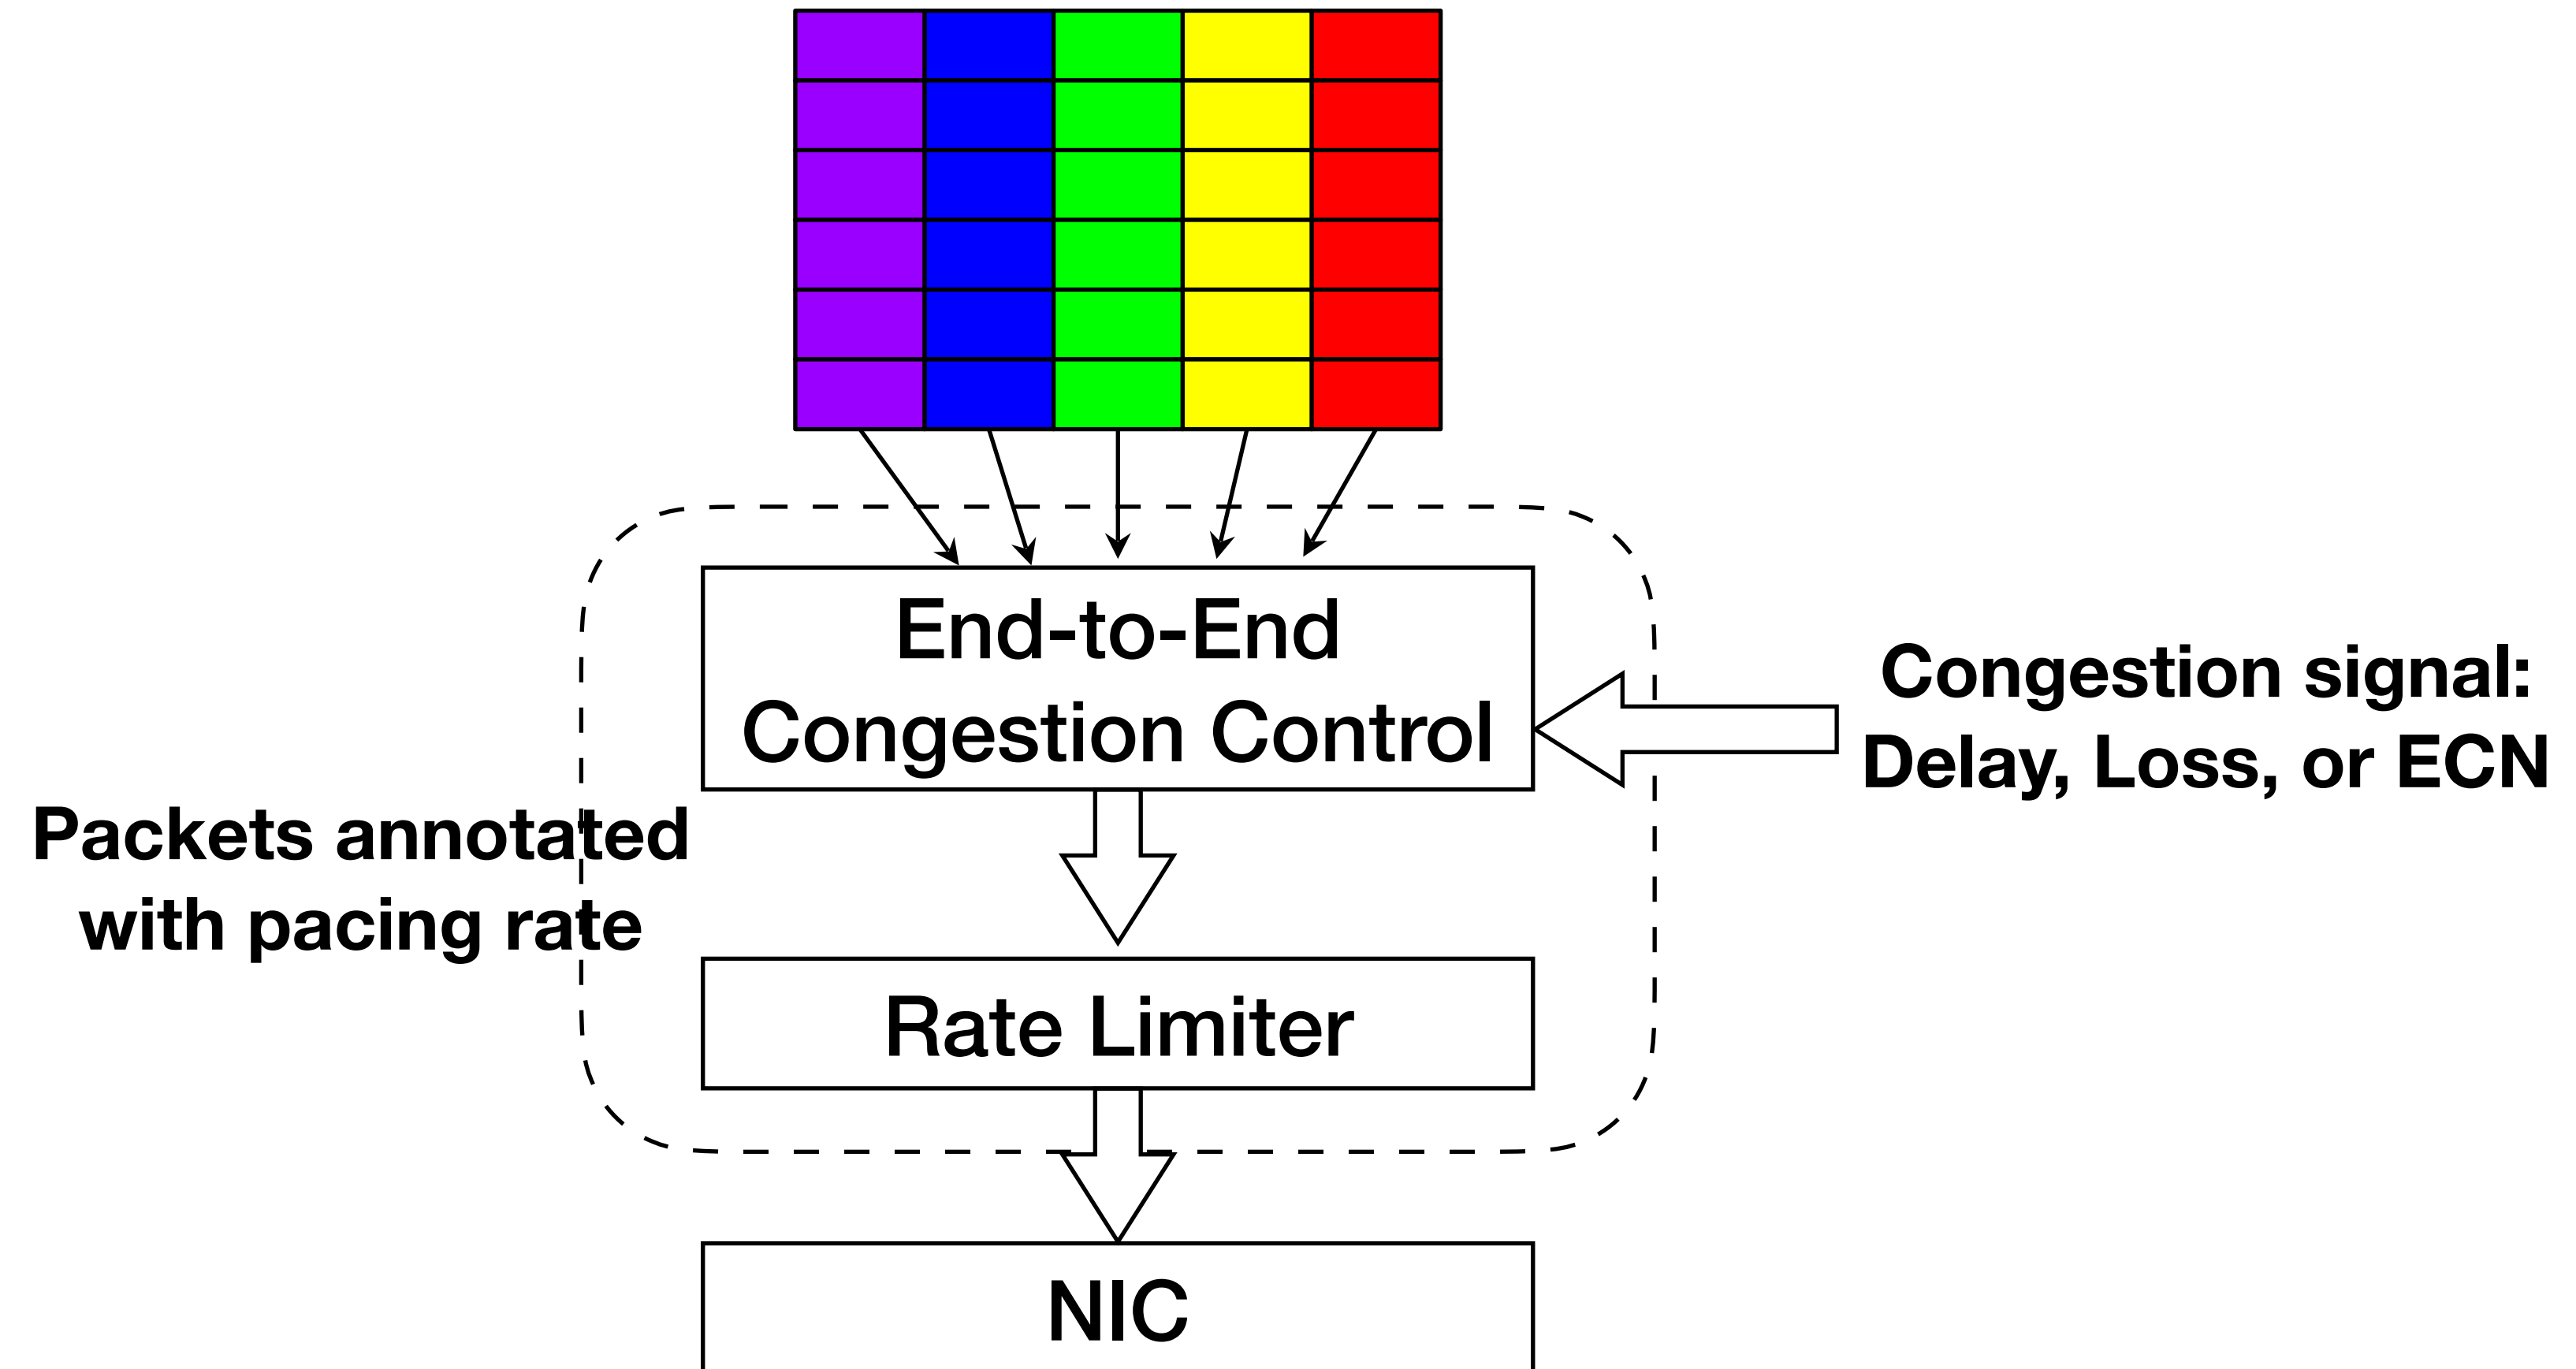 End-to-End
Congestion Control
Congestion signal:
Delay, Loss, or ECN
Packets annotated
with pacing rate
Rate Limiter
NIC